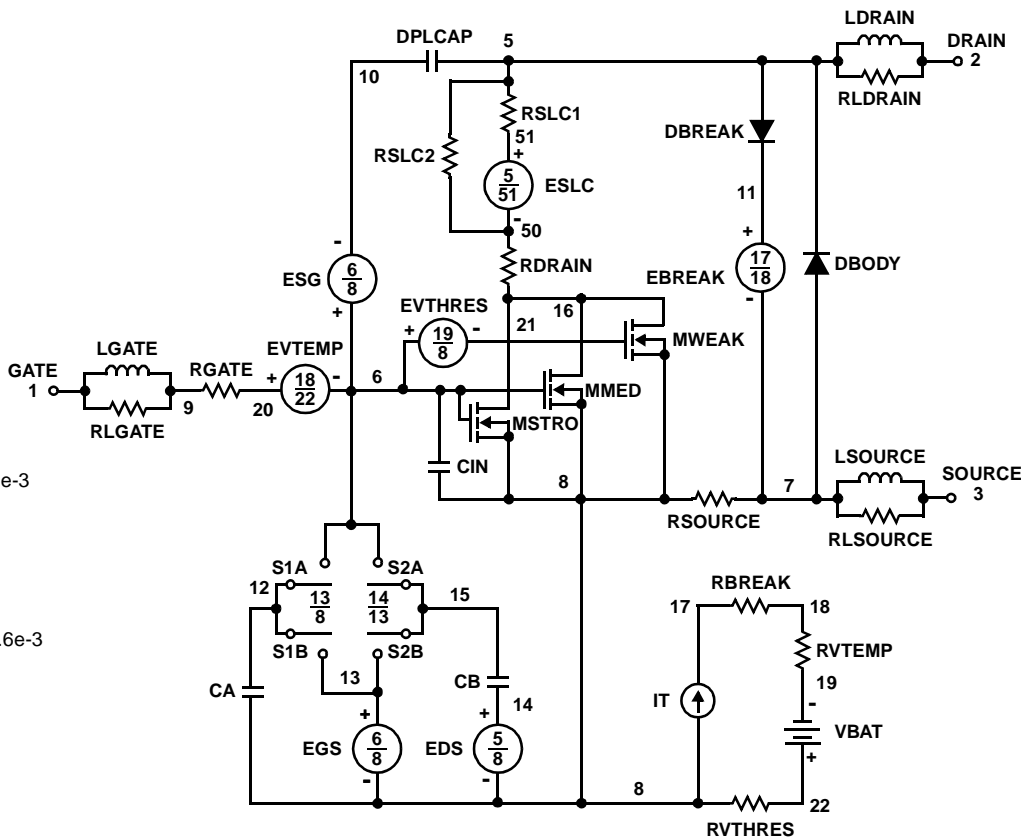 LDRAIN
DPLCAP
5
DRAIN
2
10
RLDRAIN
RSLC1
DBREAK
51
+
RSLC2
5
51
ESLC
11
-
50
-
+
17
18
EBREAK
-
DBODY
RDRAIN
ESG
6
8
+
EVTHRES
16
21
+
19
8
-
MWEAK
LGATE
EVTEMP
GATE
1
RGATE
+
18
22
-
6
MMED
9
20
RLGATE
MSTRO
CIN
LSOURCE
SOURCE
3
e-3
8
7
RSOURCE
RLSOURCE
S1A
S2A
12
13
8
14
13
15
RBREAK
17
18
.6e-3
S1B
S2B
RVTEMP
13
CB
19
CA
14
IT
-
VBAT
+
+
+
EGS
6
8
EDS
5
8
-
-
8
22
RVTHRES